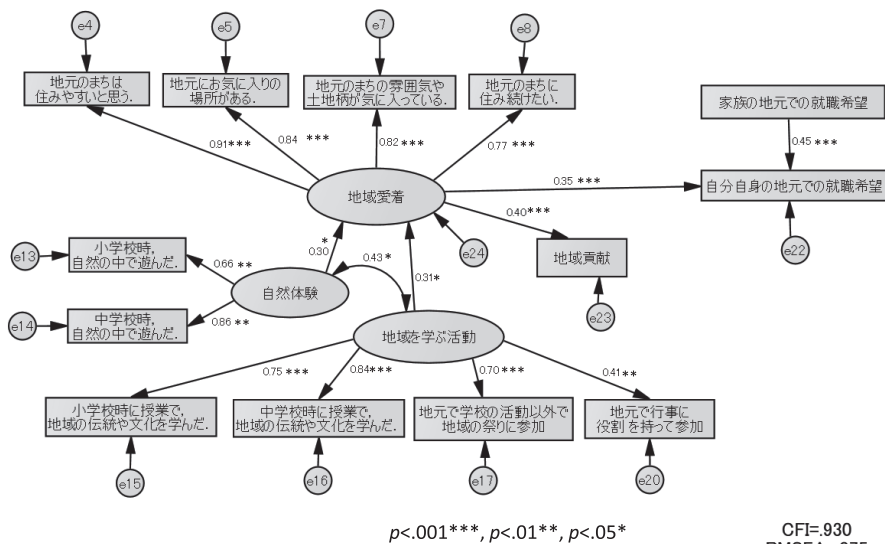 e4
e5
e7
e8
地元のまちは
住みやすいと思う.
地元にお気に入りの
場所がある.
地元のまちの雰囲気や
土地柄が気に入っている.
地元のまちに
住み続けたい.
家族の地元での就職希望
0.91***
0.84 ***
0.82 ***
0.77 ***
0.45 ***
地域愛着
0.35 ***
自分自身の地元での就職希望
0.40***
e24
e22
地域貢献
e23
e13
小学校時,
自然の中で遊んだ.
0.66 **
*
0.30
0.43 *
0.31*
自然体験
e14
中学校時,
自然の中で遊んだ.
0.86 **
地域を学ぶ活動
0.75 ***
0.84***
0.70 ***
0.41**
小学校時に授業で,
地域の伝統や文化を学んだ.
中学校時に授業で,
地域の伝統や文化を学んだ.
地元で学校の活動以外で
地域の祭りに参加
地元で行事に
役割を持って参加
e15
e16
e17
e20
p<.001***, p<.01**, p<.05*
CFI=.930